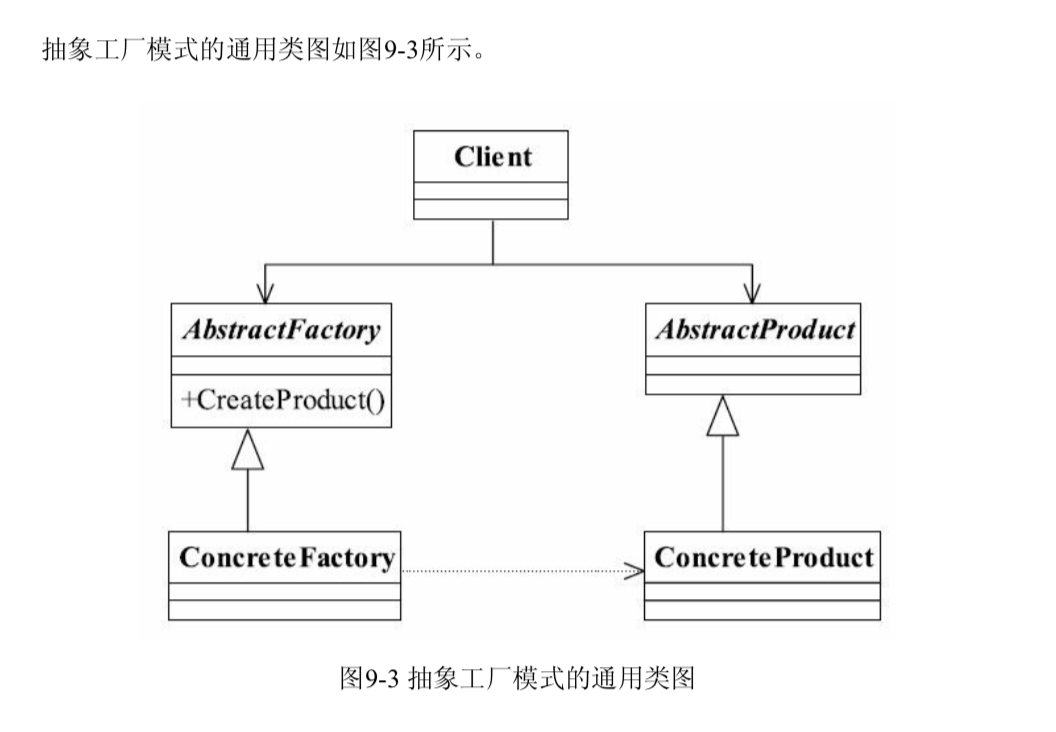 抽象工厂模式的通用类图如图9-3所示。
Client
AbstractFactory
AbstractProduct
+CreateProduct()
ConcreteFactory
ConcreteProduct
图9-3 抽象工厂模式的通用类图